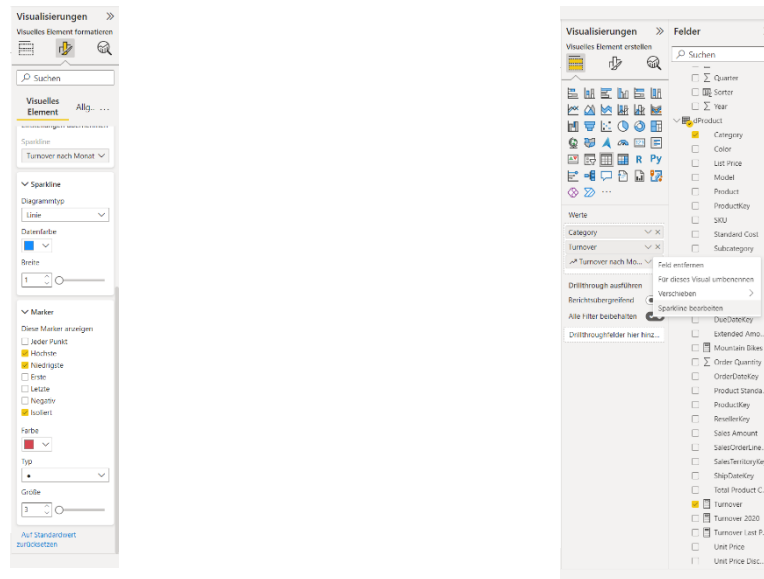 Visualisierungen
Visuelles Element formatieren
Suchen
Visuelles Element
Allg.. ...
Sparkline
Turnover nach Monat
Sparkline
Diagrammtyp
Linie
Datenfarbe
Breite
1
Marker
Diese Marker anzeigen
Jeder Punkt
Höchste
Niedrigste
Erste
Letzte
Negativ
Isoliert
Farbe
Typ
Größe
3
Auf Standardwert
zurücksetzen
Visualisierungen
Visuelles Element erstellen
R Py
...
Werte
Category
Turnover
Turnover nach Mo...
Drillthrough ausführen
Berichtsübergreifend
Alle Filter beibehalten
Drillthroughfelder hier hinz...
Felder
Suchen
Quarter
Sorter
Year
dProduct
Category
Color
List Price
Model
Product
ProductKey
SKU
Standard Cost
Subcategory
Feld entfernen
Für dieses Visual umbenennen
Verschieben
Sparkline bearbeiten
DueDateKey
Extended Amo..
Mountain Bikes
Order Quantity
OrderDateKey
Product Standa..
ProductKey
ResellerKey
Sales Amount
SalesOrderLine..
SalesTerritoryKe
ShipDateKey
Total Product C..
Turnover
Turnover 2020
Turnover Last P..
Unit Price
Unit Price Disc..